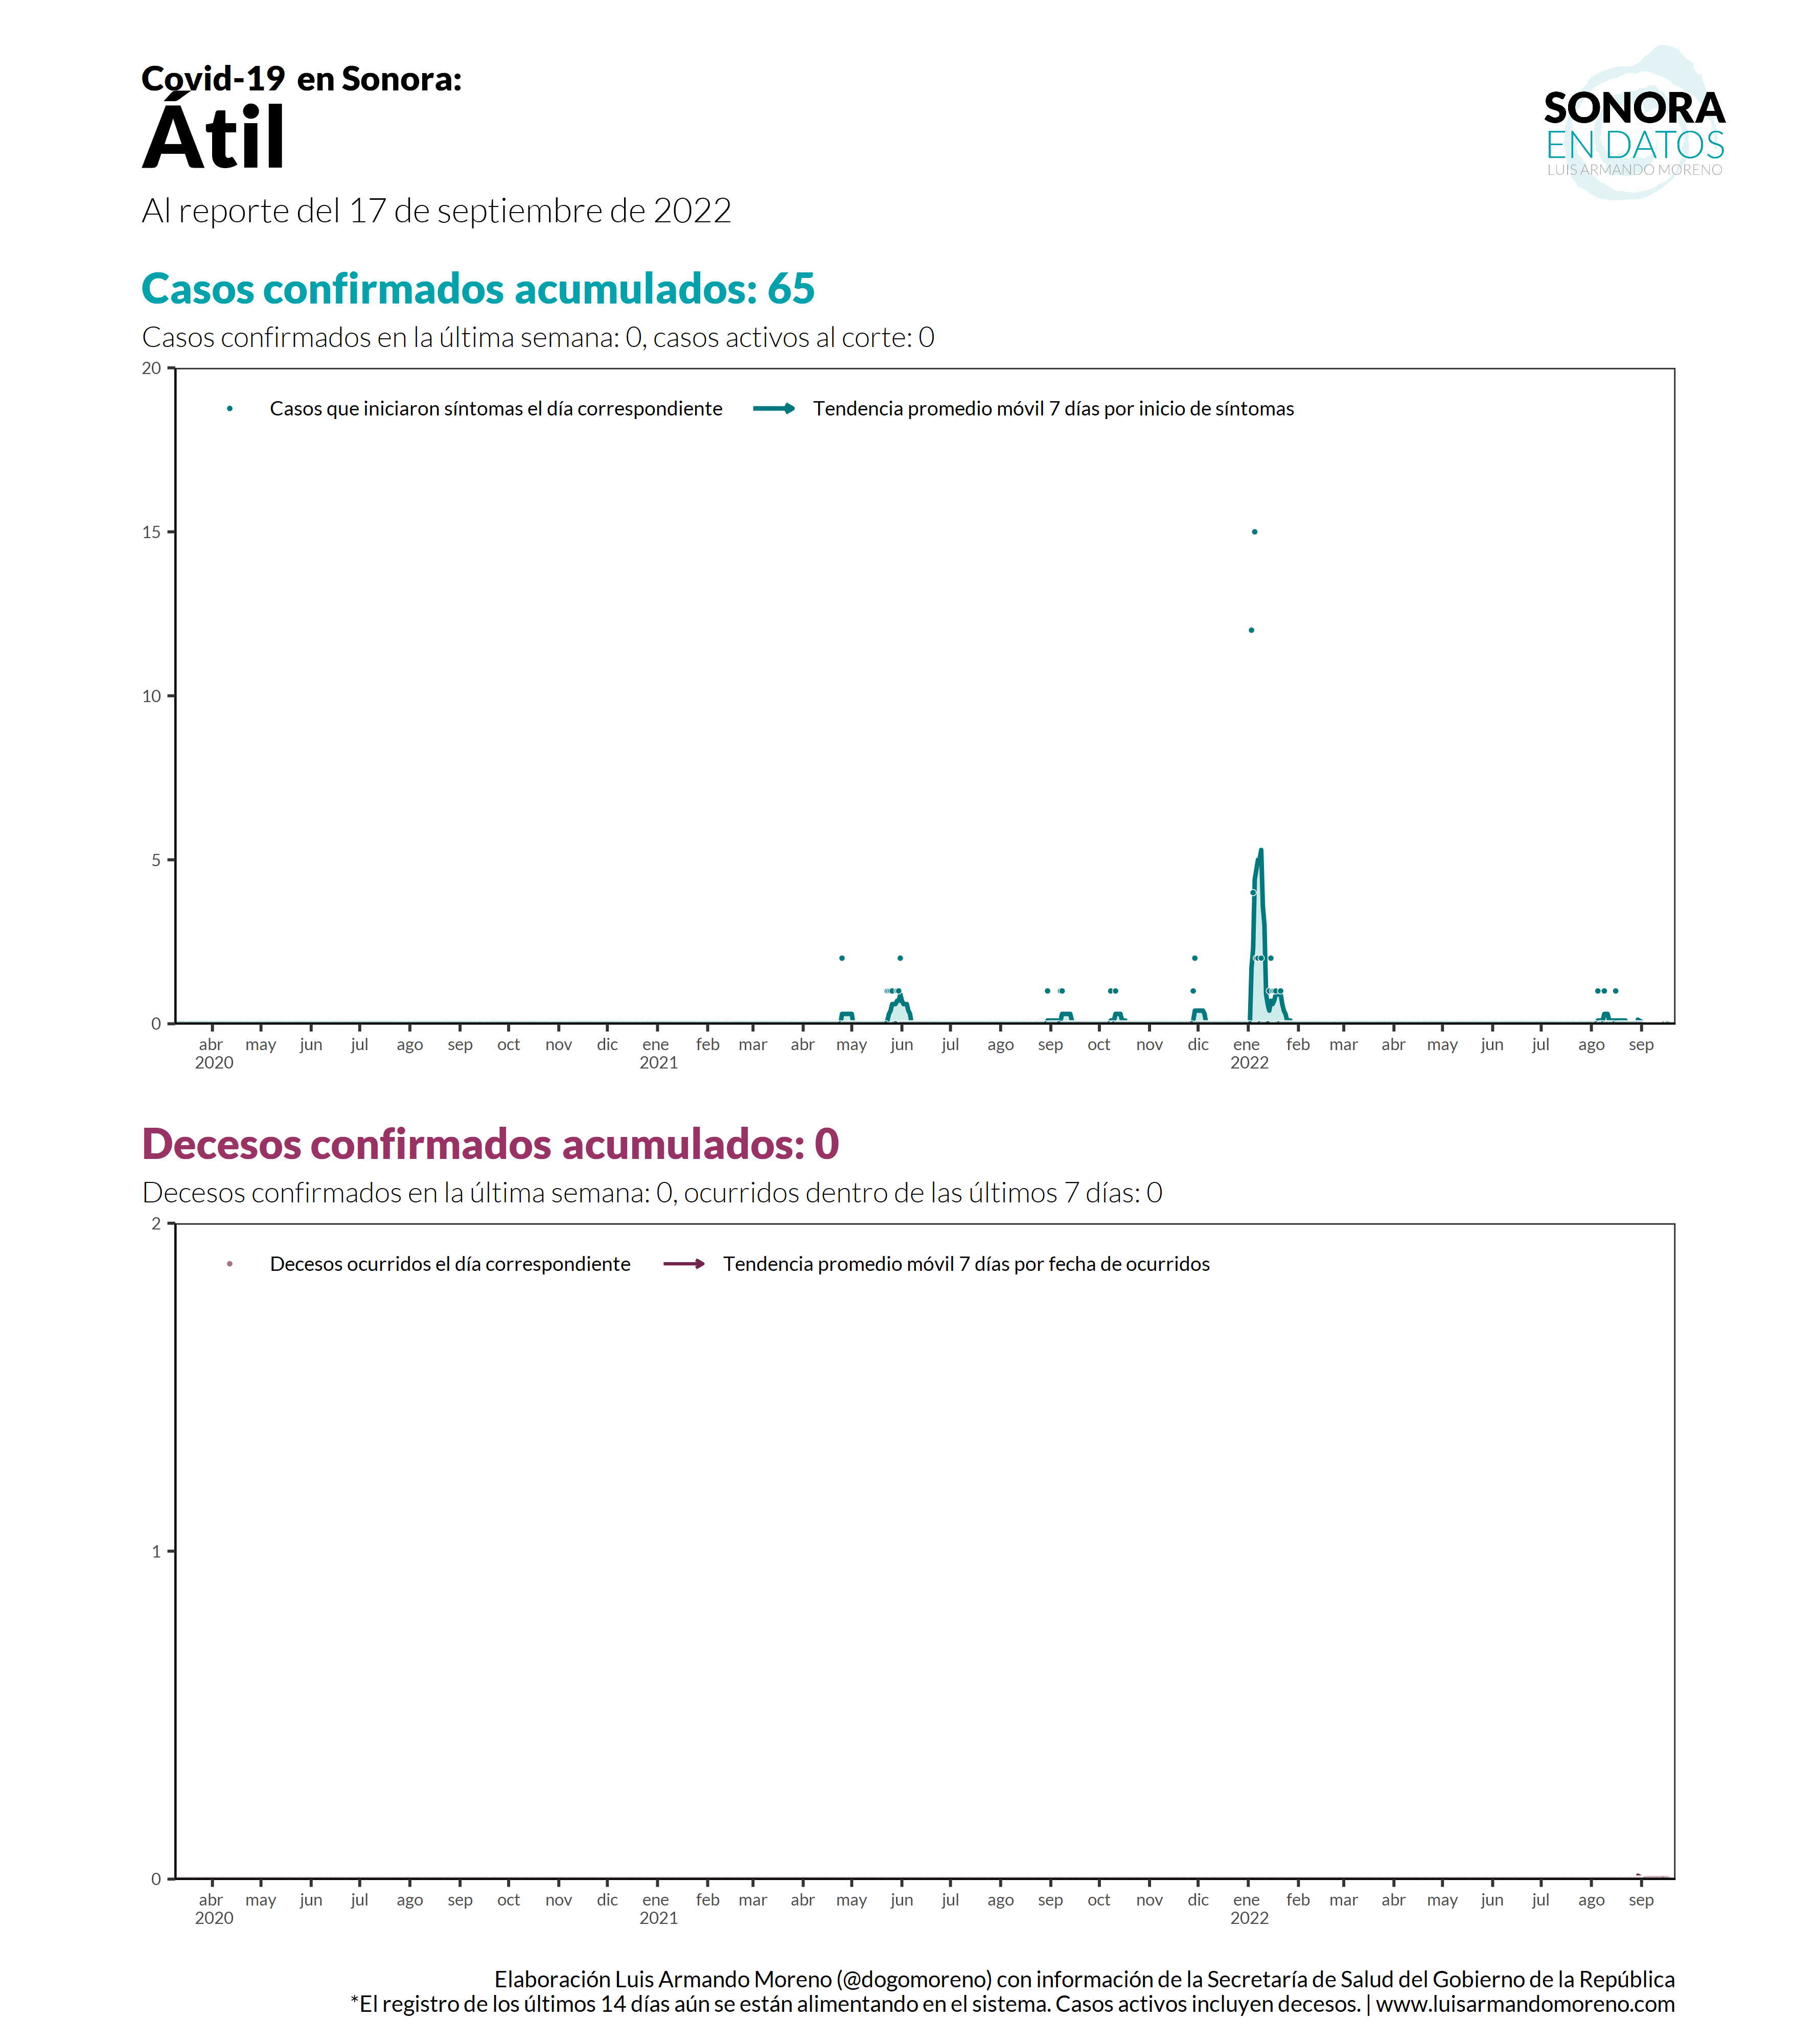 Covid-19 en Sonora:
Átil
Al reporte del 17 de septiembre de 2022
SONORA
EN DATOS
LUIS ARMANDO MORENO
Casos confirmados acumulados: 65
Casos confirmados en la última semana: 0, casos activos al corte: 0
20
Casos que iniciaron síntomas el día correspondiente Tendencia promedio móvil 7 días por inicio de síntomas
15
10
5
0
abr may jun jul ago sep oct nov dic ene feb mar abr may jun jul ago sep oct nov dic ene feb mar abr may jun jul ago sep
2020 2021 2022
Decesos confirmados acumulados: 0
Decesos confirmados en la última semana: 0, ocurridos dentro de las últimos 7 días: 0
2
Decesos ocurridos el día correspondiente Tendencia promedio móvil 7 días por fecha de ocurridos
1
0
abr may jun jul ago sep oct nov dic ene feb mar abr may jun jul ago sep oct nov dic ene feb mar abr may jun jul ago sep
2020 2021 2022
Elaboración Luis Armando Moreno (@dogomoreno) con información de la Secretaría de Salud del Gobierno de la República
*El registro de los últimos 14 días aún se están alimentando en el sistema. Casos activos incluyen decesos. | www.luisarmandomoreno.com